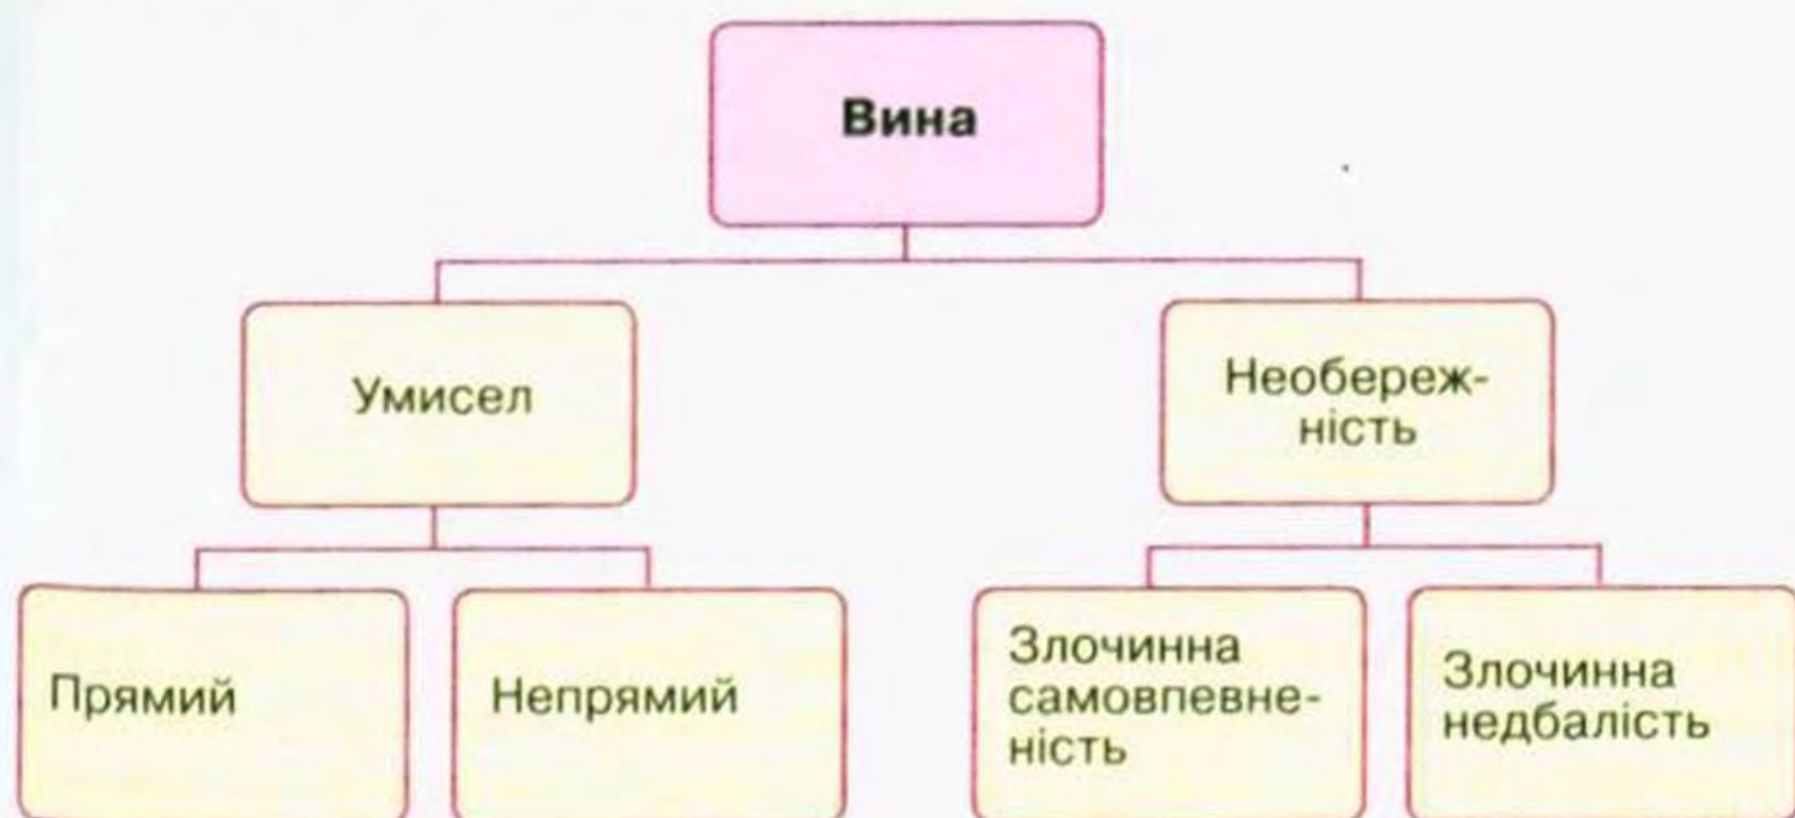 Вина
Умисел
Необереж-
ність
Прямий
Непрямий
Злочинна
самовпевне-
ність
Злочинна
недбалість